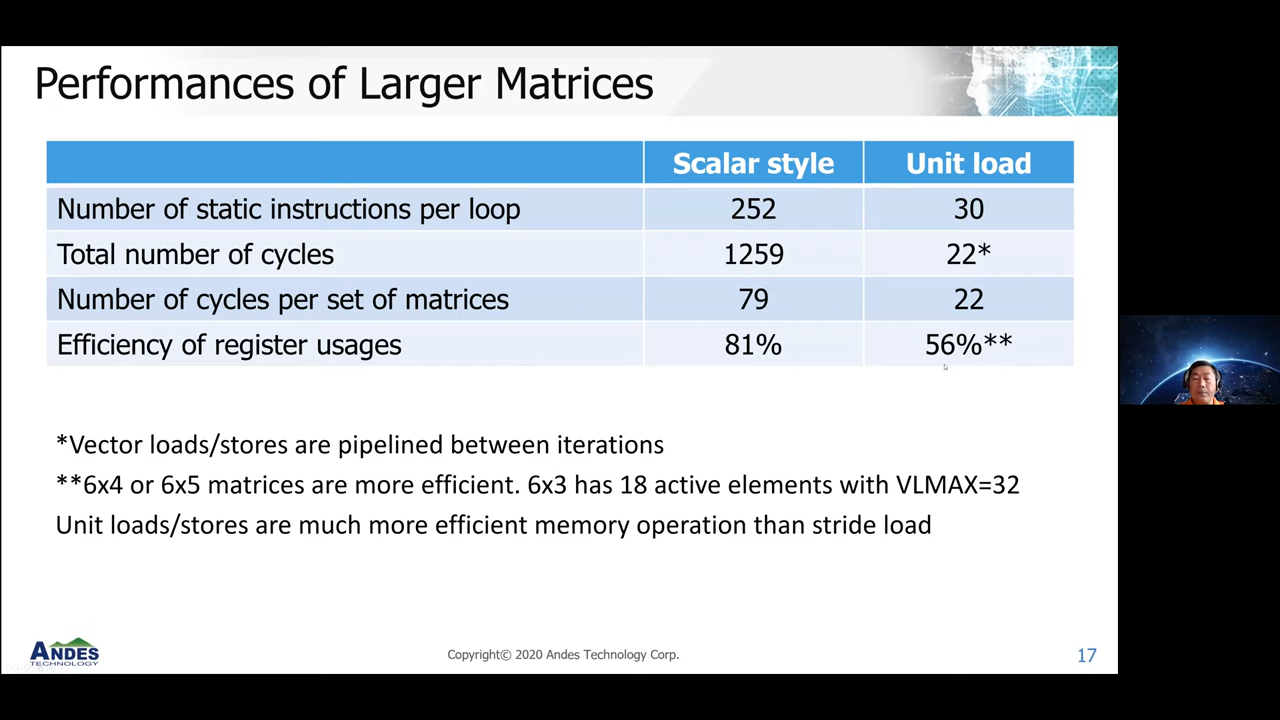 Performances of Larger Matrices
Scalar style Unit load
Number of static instructions per loop 252 30
Total number of cycles 1259 22*
Number of cycles per set of matrices 79 22
Efficiency of register usages 81% 56%**
*Vector loads/stores are pipelined between iterations
**6x4 or 6x5 matrices are more efficient. 6x3 has 18 active elements with VLMAX=32
Unit loads/stores are much more efficient memory operation than stride load
ANDES
TECHNOLOGY
Copyright© 2020 Andes Technology Corp.
17